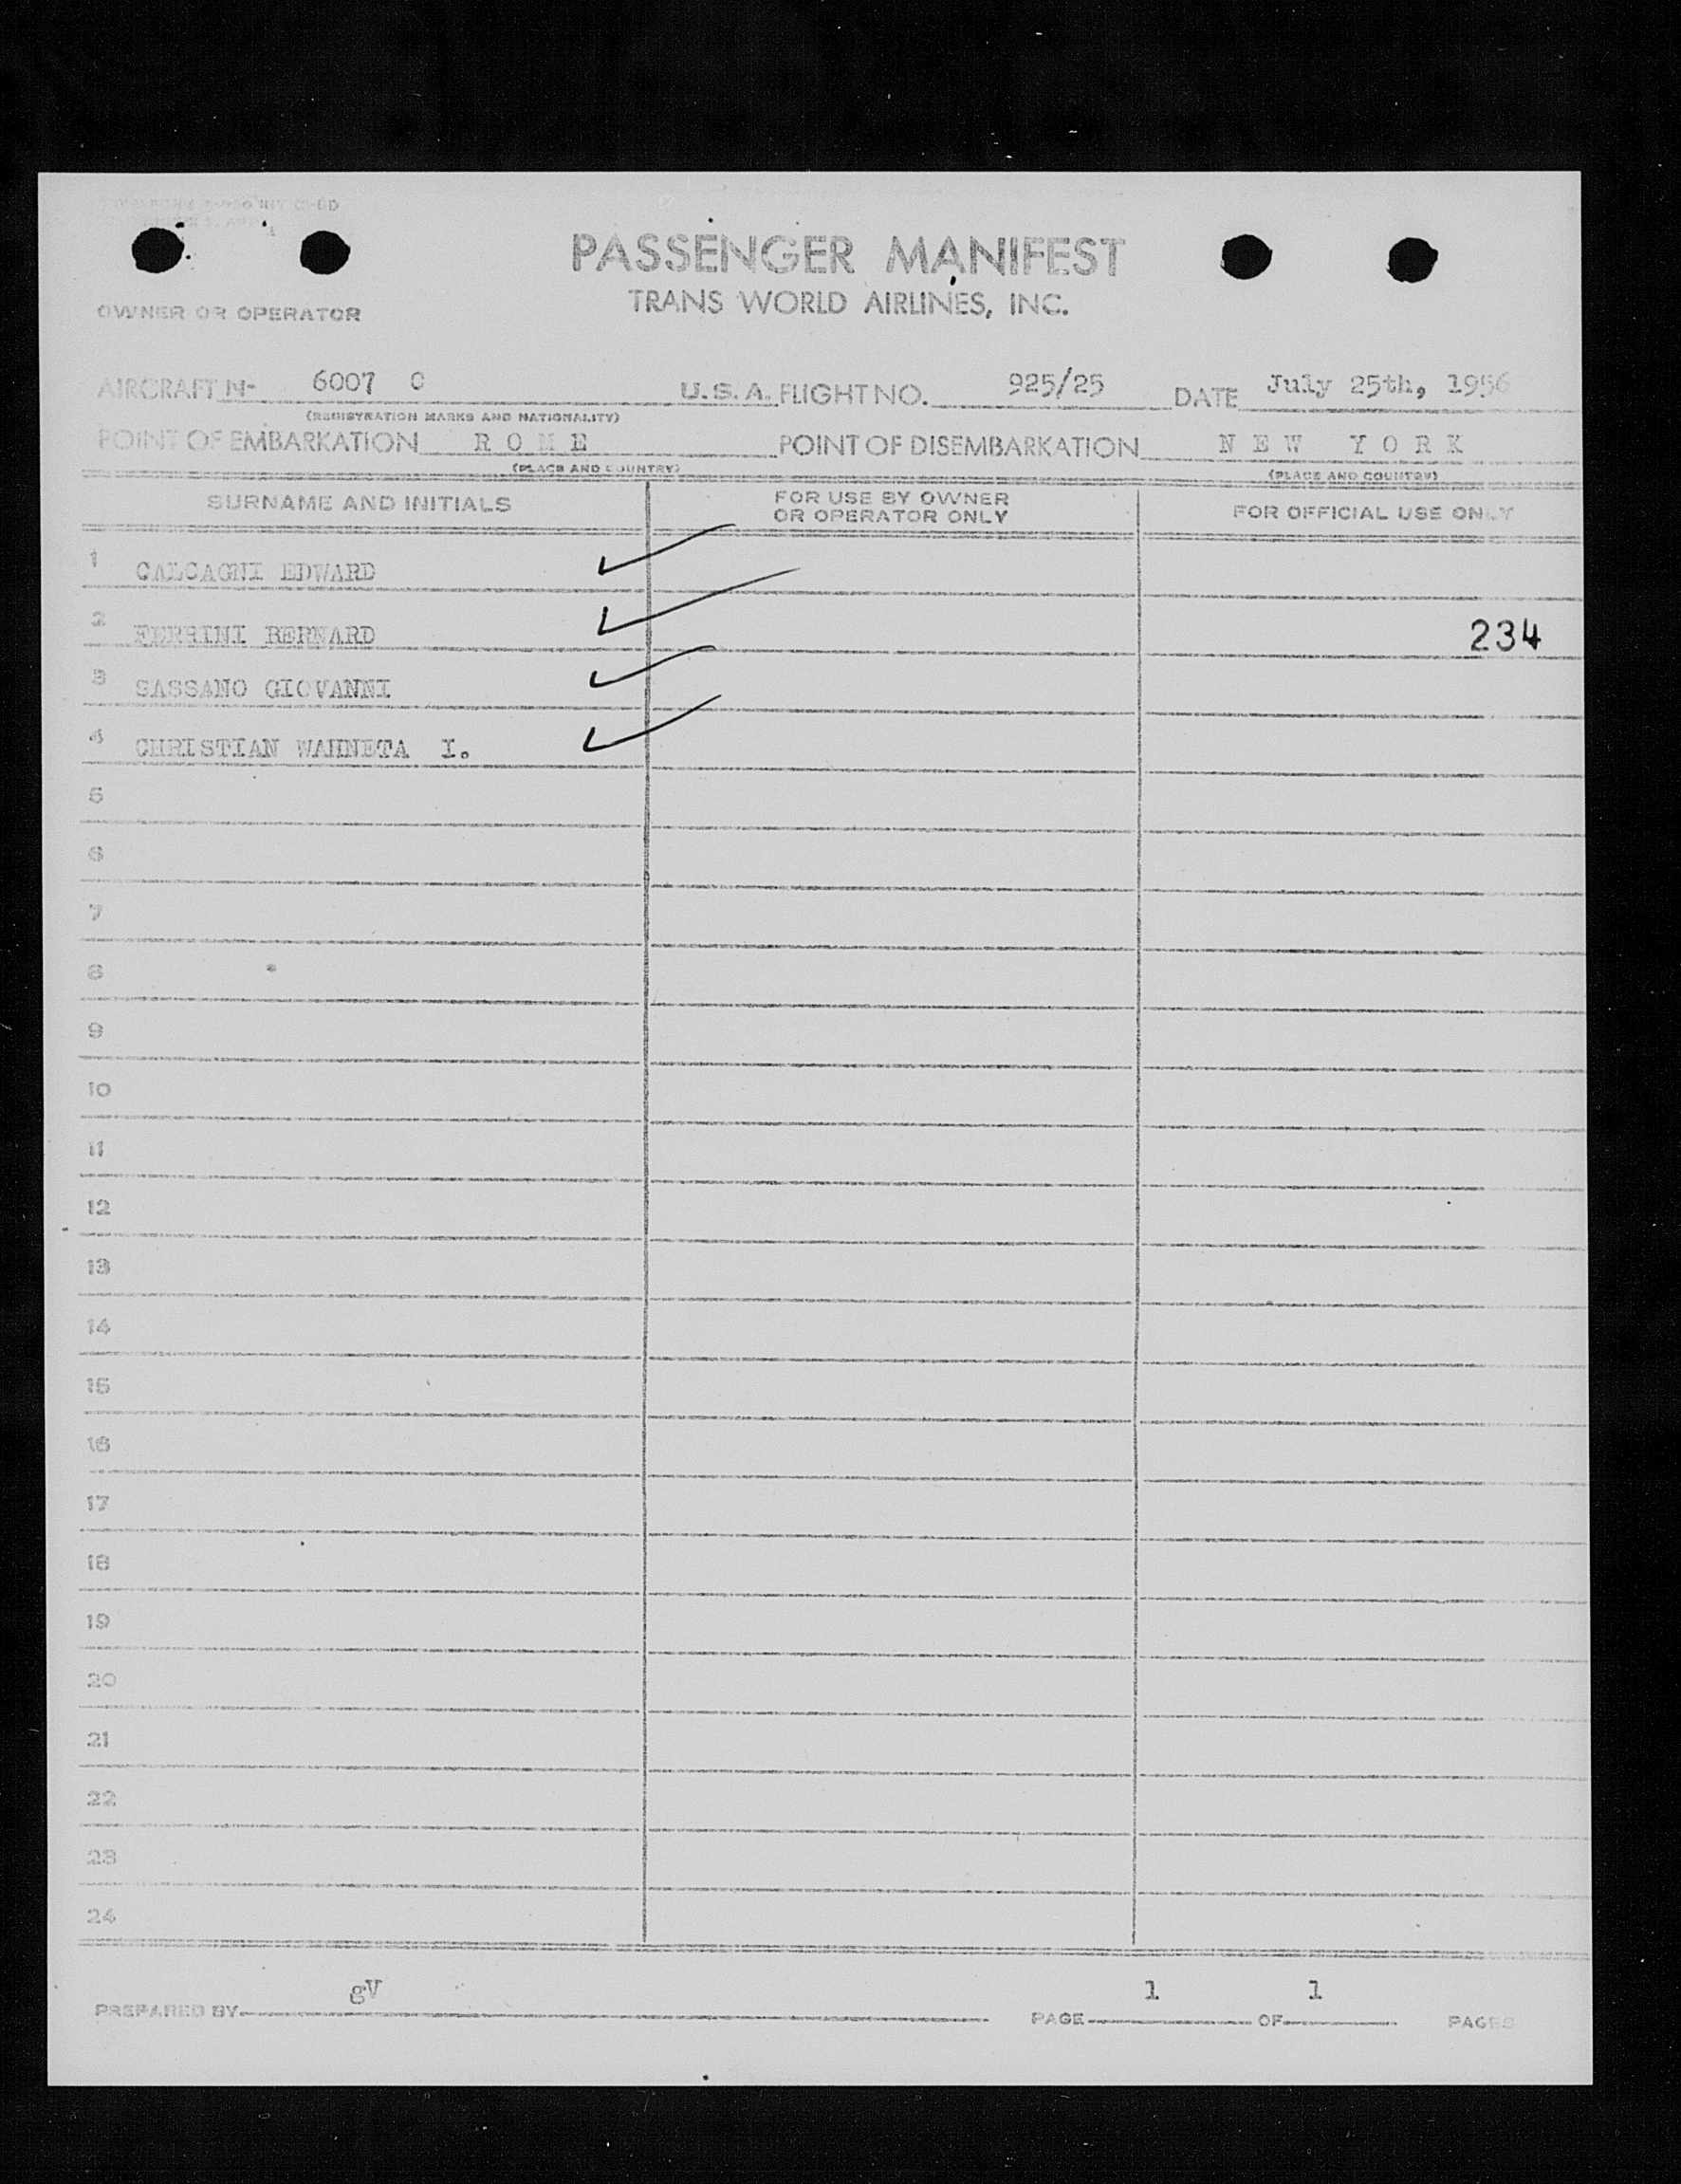 PASSENGER MANIFEST
TRANS WORLD AIRLINES, INC.
OWNER OR OPERATOR
AIRCRAFT N- 6007 C U.S.A. FLIGHT NO. 925/25 DATE July 25th, 1956
(REGISTRATION MARKS AND NATIONALITY)
POINT OF EMBARKATION R O M E POINT OF DISEMBARKATION N E W Y O R K
(PLACE AND COUNTRY) (PLACE AND COUNTRY)
SURNAME AND INITIALS FOR USE BY OWNER OR OPERATOR ONLY FOR OFFICIAL USE ONLY
1 CALCAGNI EDWARD
2 FERRINI BERNARD 234
3 SASSANO GIOVANNI
4 CHRISTIAN WAHNETA I.
5
6
7
8
9
10
11
12
13
14
15
16
17
18
19
20
21
22
23
24
PREPARED BY gV PAGE 1 OF 1 PAGES